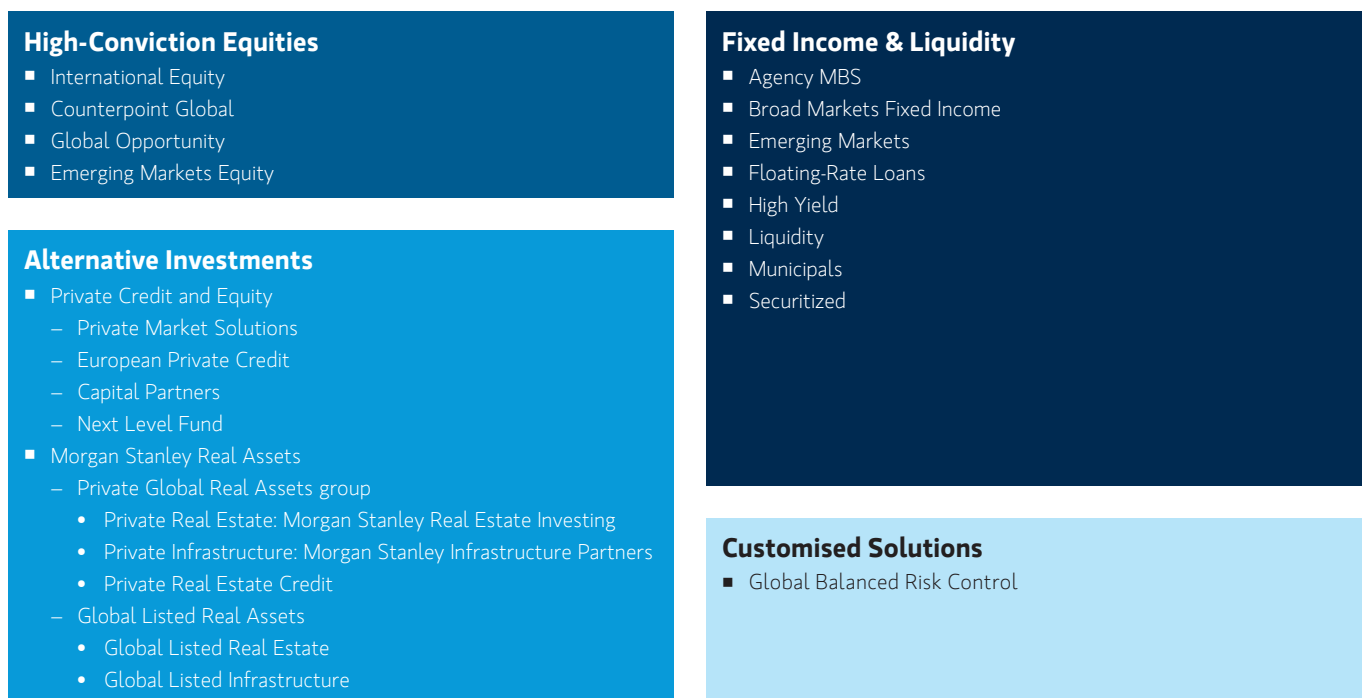 High-Conviction Equities
■ International Equity
■ Counterpoint Global
■ Global Opportunity
■ Emerging Markets Equity
Alternative Investments
■ Private Credit and Equity
– Private Market Solutions
– European Private Credit
– Capital Partners
– Next Level Fund
■ Morgan Stanley Real Assets
– Private Global Real Assets group
• Private Real Estate: Morgan Stanley Real Estate Investing
• Private Infrastructure: Morgan Stanley Infrastructure Partners
• Private Real Estate Credit
– Global Listed Real Assets
• Global Listed Real Estate
• Global Listed Infrastructure
Fixed Income & Liquidity
■ Agency MBS
■ Broad Markets Fixed Income
■ Emerging Markets
■ Floating-Rate Loans
■ High Yield
■ Liquidity
■ Municipals
■ Securitized
Customised Solutions
■ Global Balanced Risk Control